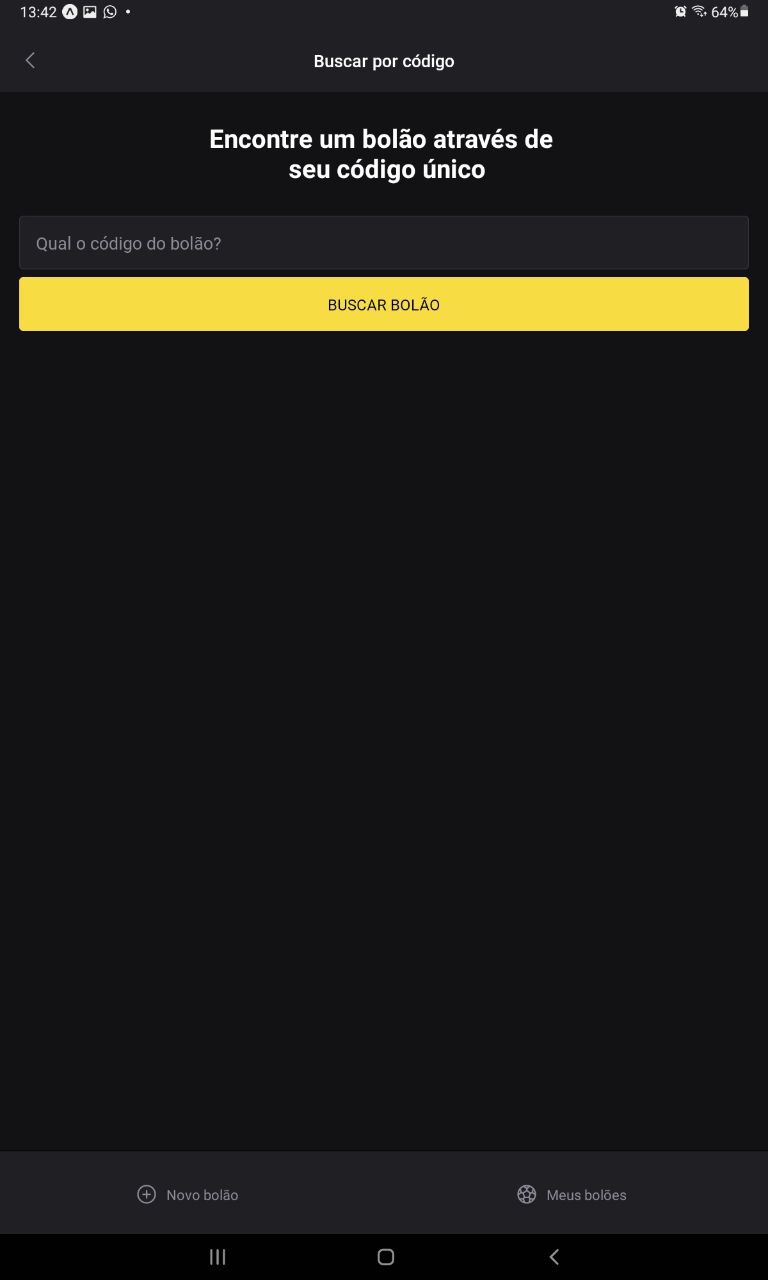 13:42
64%
Buscar por código
Encontre um bolão através de
seu código único
Qual o código do bolão?
BUSCAR BOLÃO
Novo bolão
Meus bolões